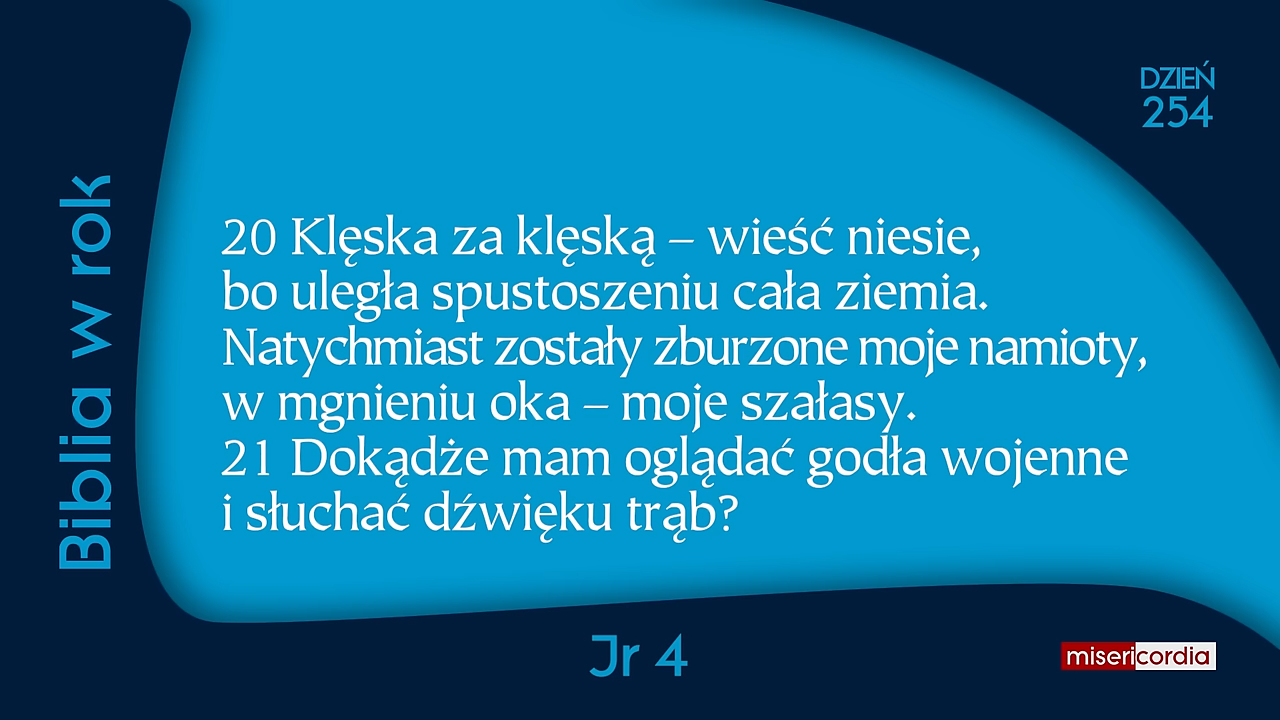 DZIEŃ
254
Biblia w rok
20 Klęska za klęską – wieść niesie,
bo uległa spustoszeniu cała ziemia.
Natychmiast zostały zburzone moje namioty,
w mgnieniu oka – moje szałasy.
21 Dokądże mam oglądać godła wojenne
i słuchać dźwięku trąb?
Jr 4
misericordia